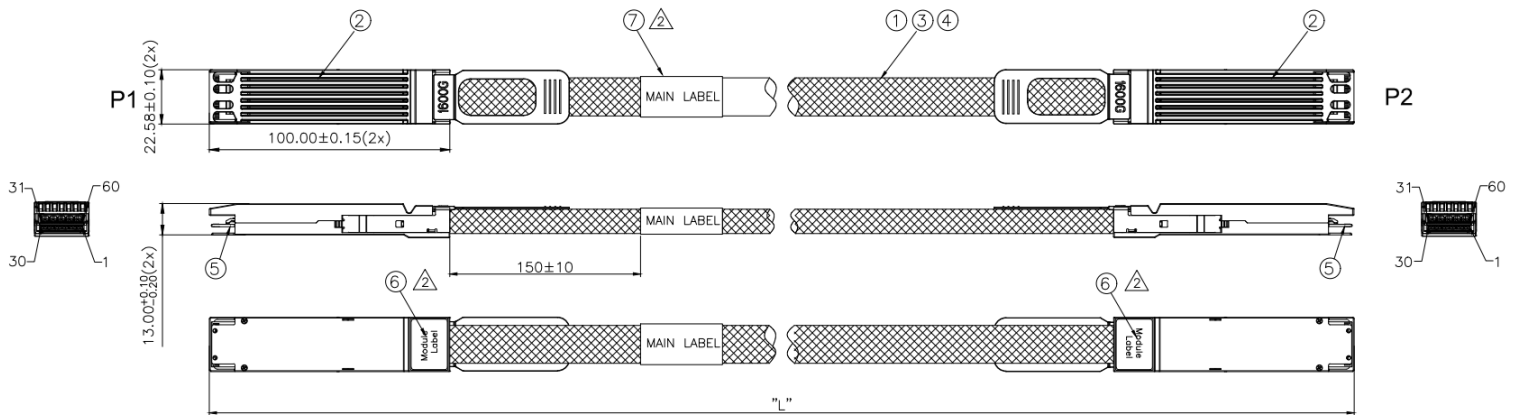 ② ⑦ 2 ① ③ ④ ②
P1 22.58±0.10(2x) 1600G MAIN LABEL 1600G P2
100.00±0.15(2x)
31 60 31 60
MAIN LABEL
30 1 ⑤ 150±10 ⑤ 30 1
13.00+0.10-0.20(2x)
⑥ 2 ⑥ 2
Module
Label
MAIN LABEL
Module
Label
"L"